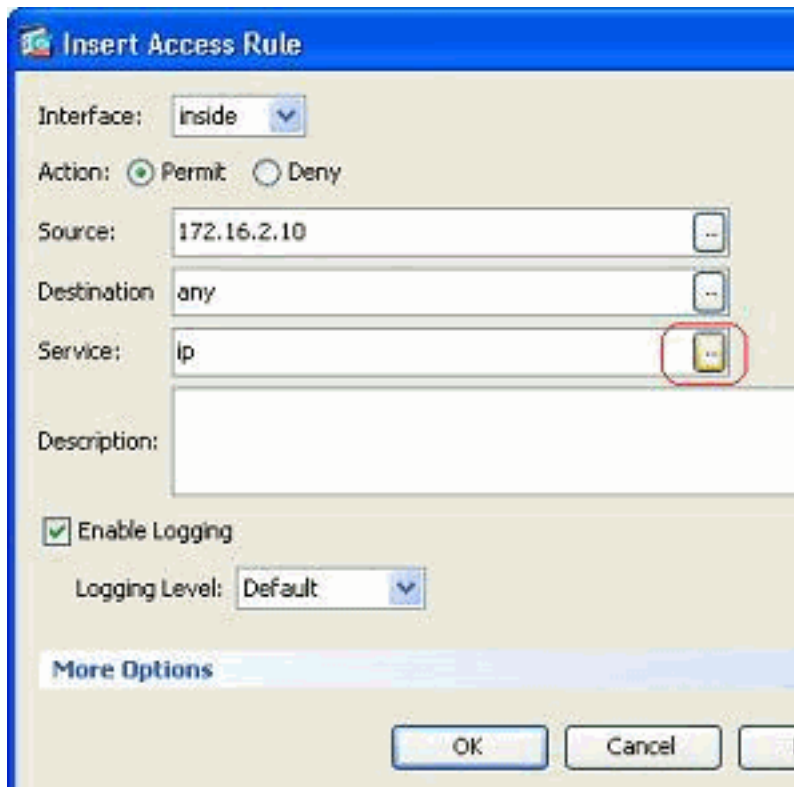 Insert Access Rule
Interface: inside
Action: Permit Deny
Source: 172.16.2.10 ...
Destination any ...
Service: ip ...
Description:
Enable Logging
Logging Level: Default
More Options
OK Cancel